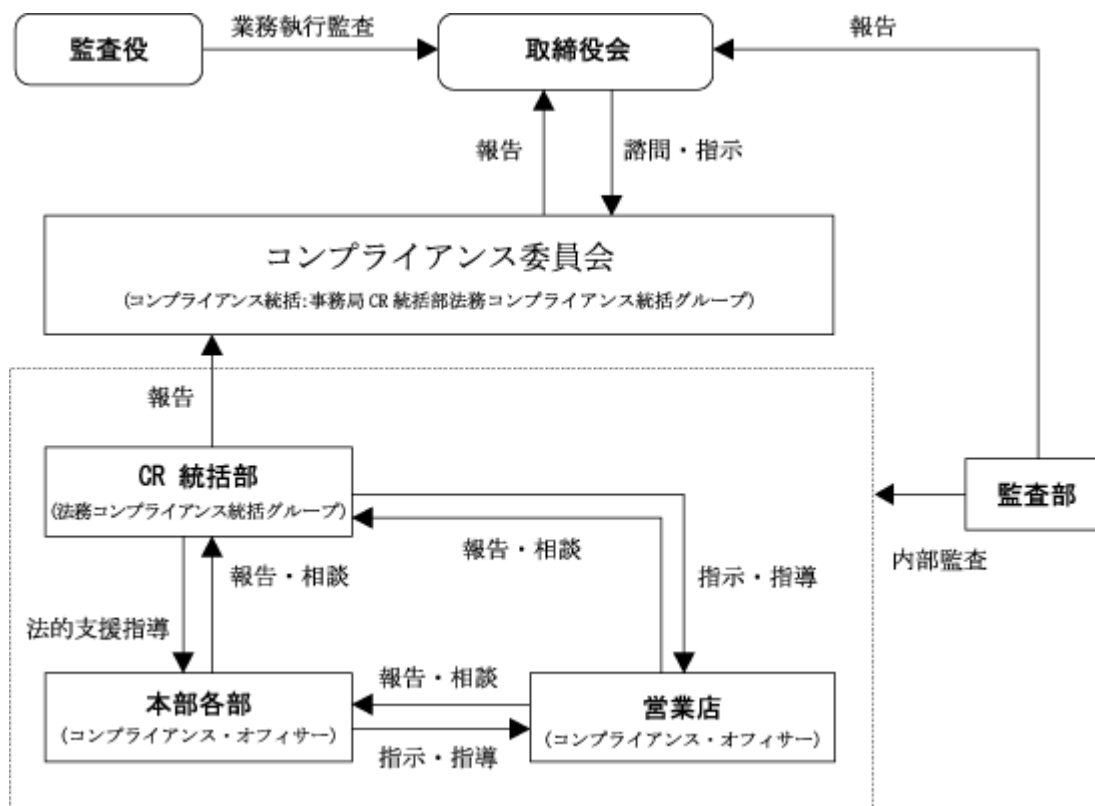 監査役
業務執行監査
取締役会
報告
報告
諮問・指示
コンプライアンス委員会
(コンプライアンス統括:事務局 CR 統括部法務コンプライアンス統括グループ)
報告
CR 統括部
(法務コンプライアンス統括グループ)
監査部
報告・相談
報告・相談
指示・指導
内部監査
法的支援指導
本部各部
(コンプライアンス・オフィサー)
報告・相談
指示・指導
営業店
(コンプライアンス・オフィサー)